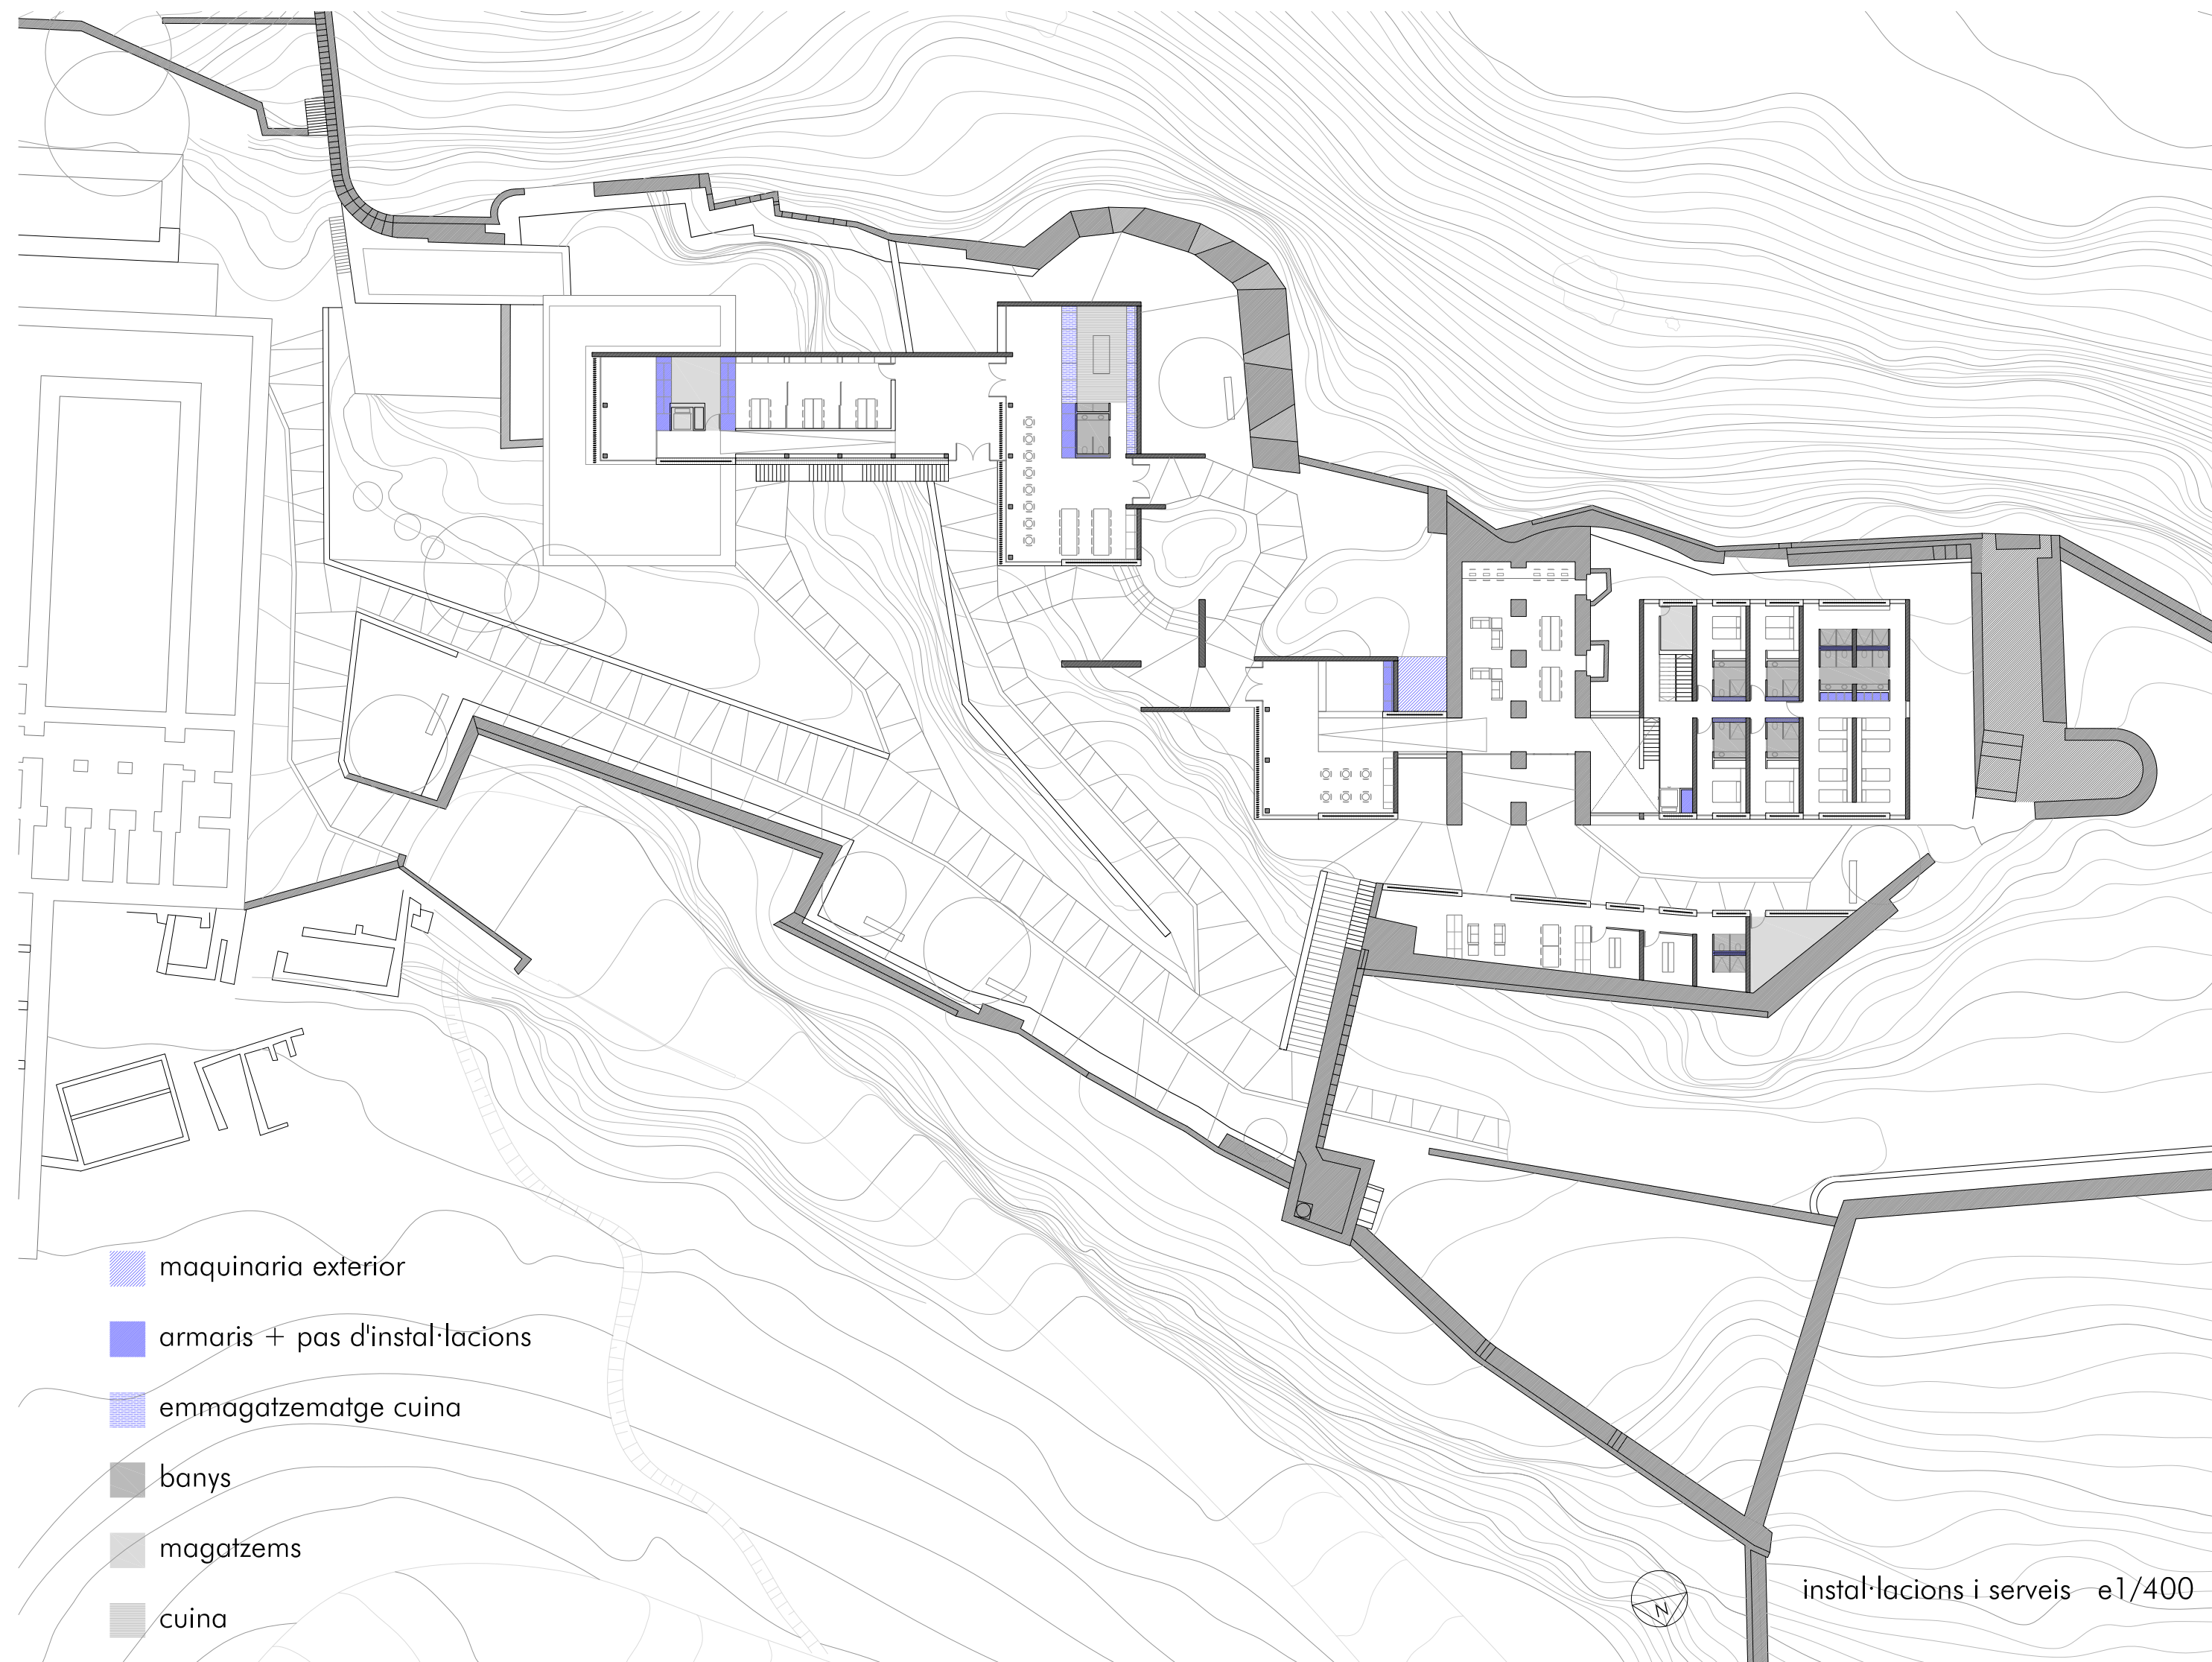 maquinaria exterior
armaris + pas d'instal·lacions
emmagatzematge cuina
banys
magatzems
cuina
N
instal·lacions i serveis e1/400